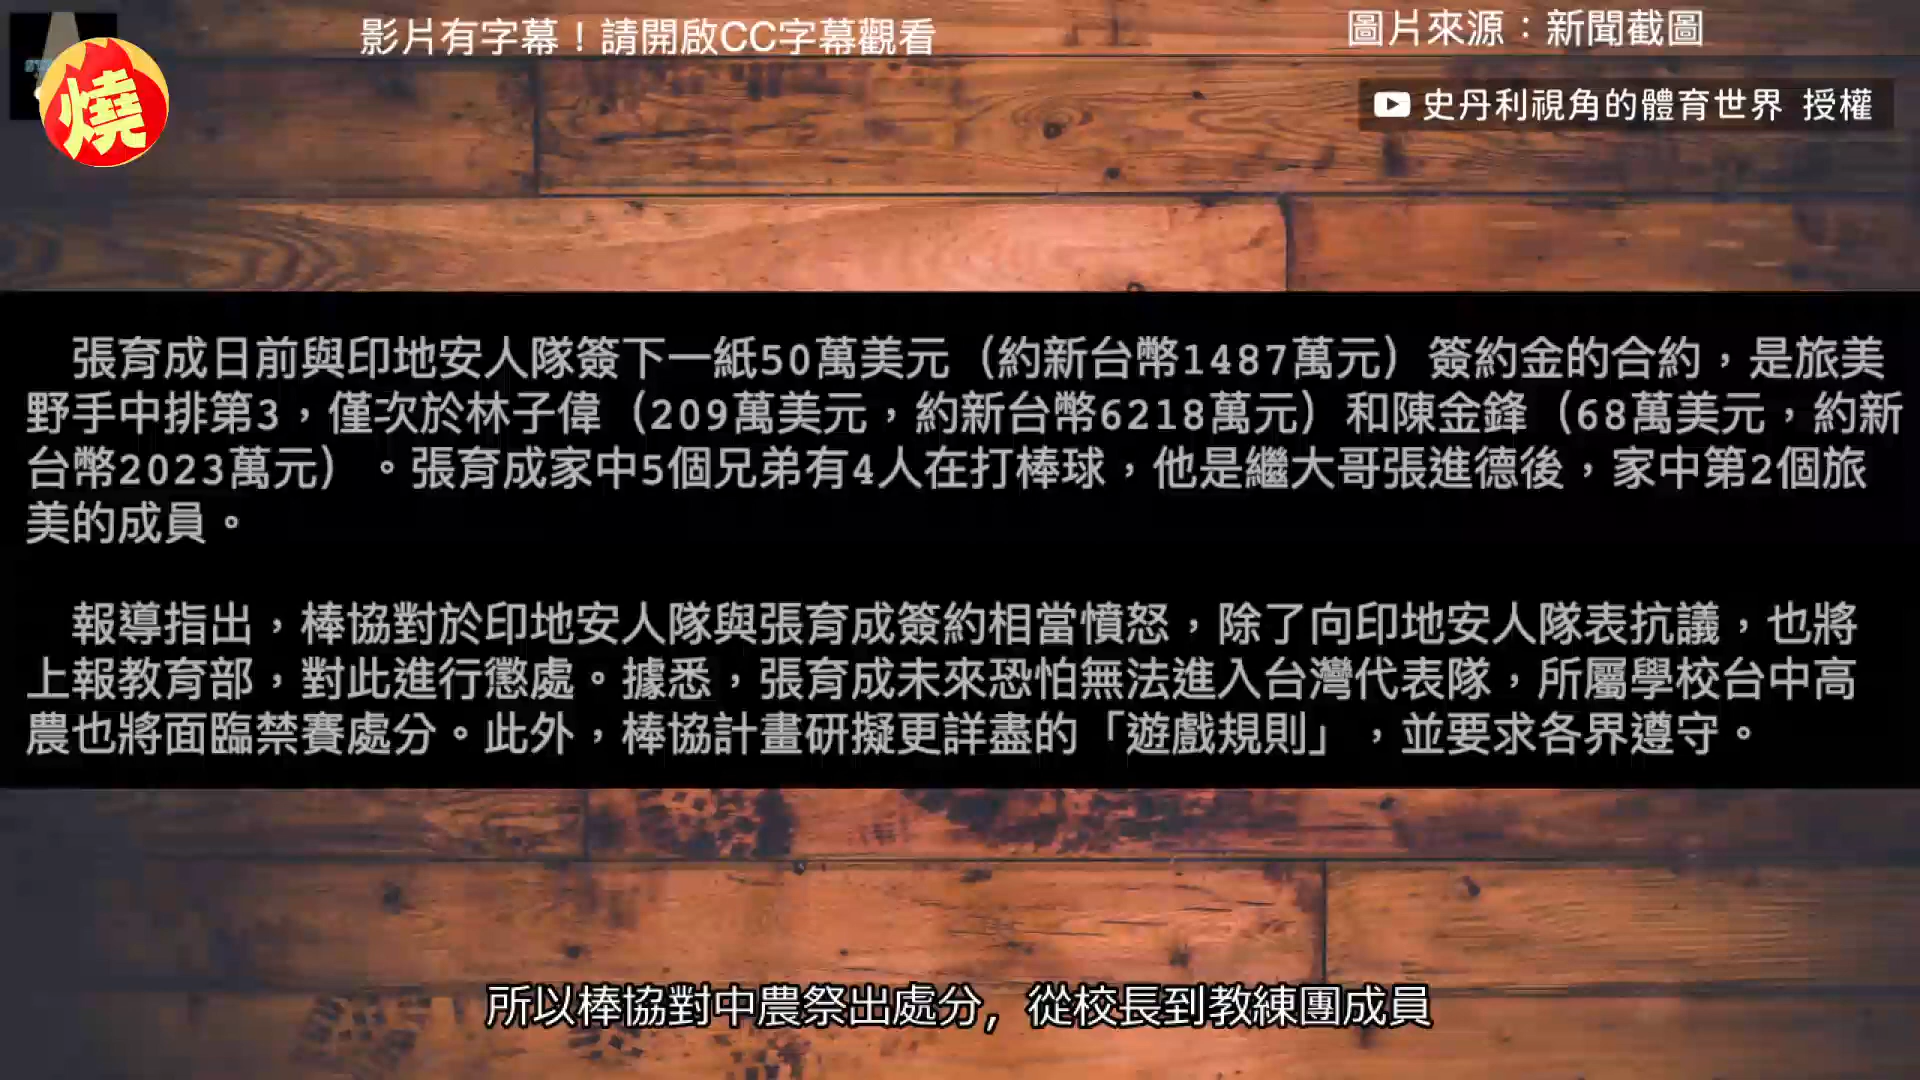 影片有字幕！請開啟CC字幕觀看
圖片來源：新聞截圖
燒
史丹利視角的體育世界 授權
張育成日前與印地安人隊簽下一紙50萬美元（約新台幣1487萬元）簽約金的合約，是旅美
野手中排第3，僅次於林子偉（209萬美元，約新台幣6218萬元）和陳金鋒（68萬美元，約新
台幣2023萬元）。張育成家中5個兄弟有4人在打棒球，他是繼大哥張進德後，家中第2個旅
美的成員。
報導指出，棒協對於印地安人隊與張育成簽約相當憤怒，除了向印地安人隊表抗議，也將
上報教育部，對此進行懲處。據悉，張育成未來恐怕無法進入台灣代表隊，所屬學校台中高
農也將面臨禁賽處分。此外，棒協計畫研擬更詳盡的「遊戲規則」，並要求各界遵守。
所以棒協對中農祭出處分，從校長到教練團成員